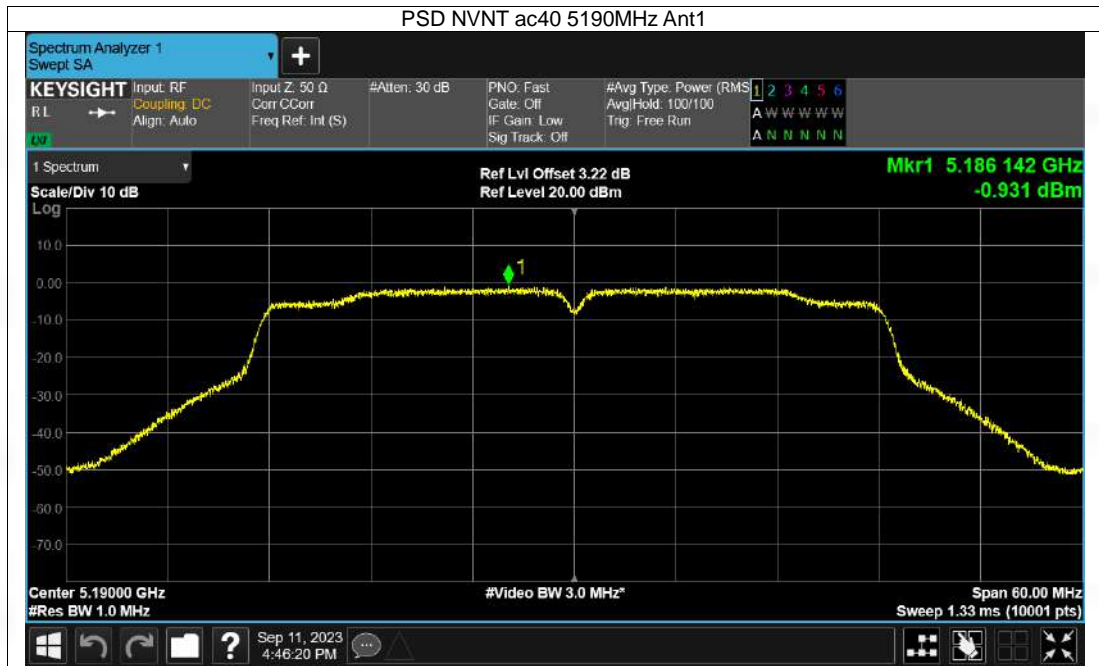 PSD NVNT ac40 5190MHz Ant1
Spectrum Analyzer 1
Swept SA
+
KEYSIGHT
RL
LXI
Input: RF
Coupling: DC
Align: Auto
Input Z: 50 Ω
Corr CCorr
Freq Ref: Int (S)
#Atten: 30 dB
PNO: Fast
Gate: Off
IF Gain: Low
Sig Track: Off
#Avg Type: Power (RMS
Avg|Hold: 100/100
Trig: Free Run
1 2 3 4 5 6
A W W W W W
A N N N N N
1 Spectrum
Scale/Div 10 dB
Ref Lvl Offset 3.22 dB
Ref Level 20.00 dBm
Mkr1 5.186 142 GHz
-0.931 dBm
Log
10.0
0.00
-10.0
-20.0
-30.0
-40.0
-50.0
-60.0
-70.0
1
Center 5.19000 GHz
#Res BW 1.0 MHz
#Video BW 3.0 MHz*
Span 60.00 MHz
Sweep 1.33 ms (10001 pts)
?
Sep 11, 2023
4:46:20 PM